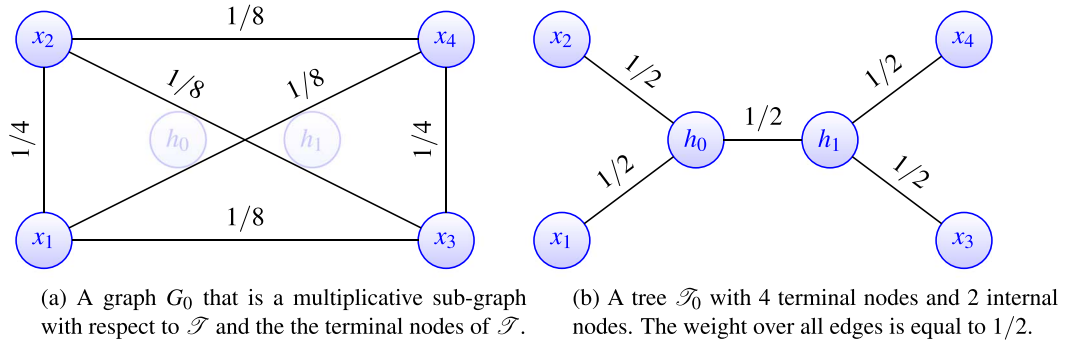 1/8
x₂
x₄
1/8
1/8
1/4
h₀
h₁
1/4
1/8
x₁
x₃
(a) A graph G₀ that is a multiplicative sub-graph
with respect to 𝒯 and the the terminal nodes of 𝒯.
x₂
x₄
1/2
1/2
1/2
h₀
h₁
1/2
1/2
x₁
x₃
(b) A tree 𝒯₀ with 4 terminal nodes and 2 internal
nodes. The weight over all edges is equal to 1/2.